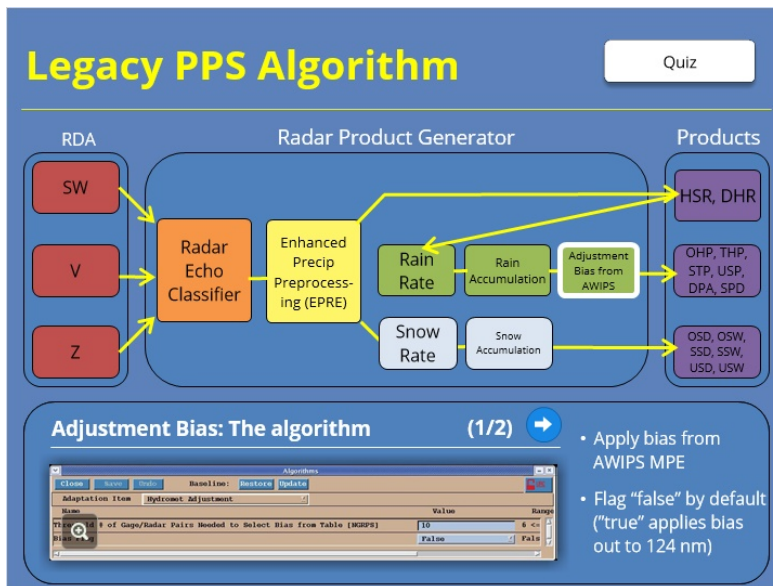 Legacy PPS Algorithm
Quiz
RDA
Radar Product Generator
Products
SW
V
Z
Radar
Echo
Classifier
Enhanced
Precip
Preprocess-
ing (EPRE)
Rain
Rate
Rain
Accumulation
Adjustment
Bias from
AWIPS
Snow
Rate
Snow
Accumulation
HSR, DHR
OHP, THP,
STP, USP,
DPA, SPD
OSD, OSW,
SSD, SSW,
USD, USW
Adjustment Bias: The algorithm (1/2)
Algorithms
Close Save Undo Baseline: Restore Update
Adaptation Item Hydromet Adjustment
Name Value Range
# of Gage/Radar Pairs Needed to Select Bias from Table [NGRPS] 10 6 <=
False Fals
• Apply bias from
AWIPS MPE
• Flag "false" by default
("true" applies bias
out to 124 nm)